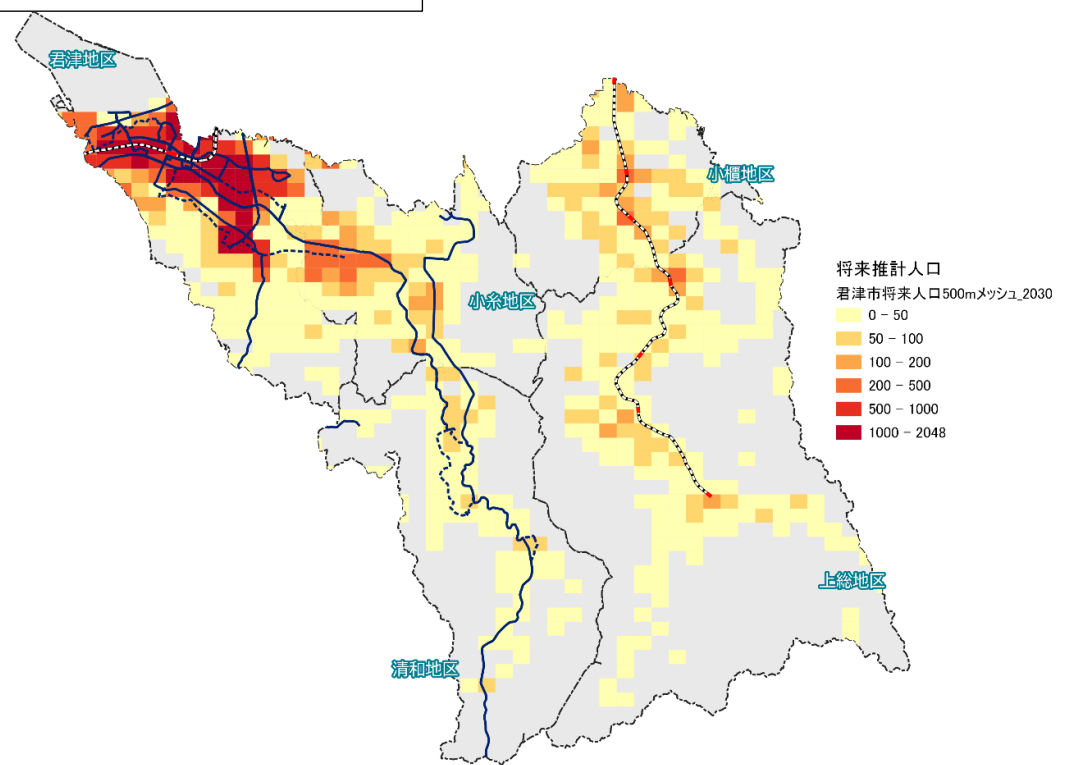 君津地区
小櫃地区
小糸地区
上総地区
清和地区
将来推計人口
君津市将来人口500mメッシュ_2030
0 - 50
50 - 100
100 - 200
200 - 500
500 - 1000
1000 - 2048